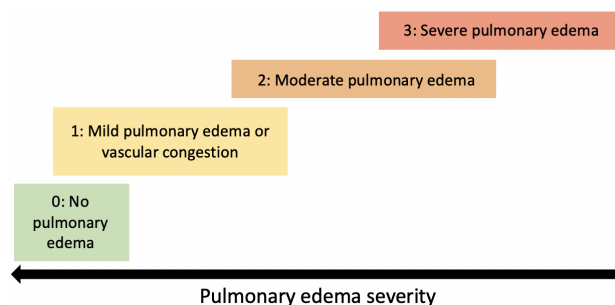 3: Severe pulmonary edema
2: Moderate pulmonary edema
1: Mild pulmonary edema or
vascular congestion
0: No
pulmonary
edema
Pulmonary edema severity